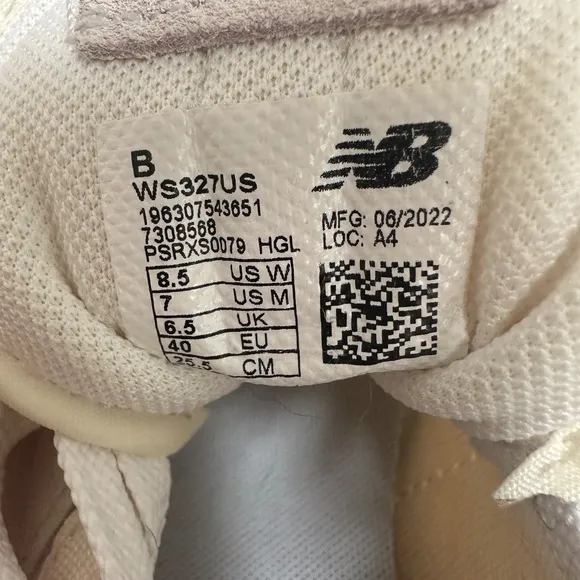 B
NB
WS327US
196307543651
7308568
PSRXS0079 HGL
MFG: 06/2022
LOC: A4
8.5 US W
7 US M
6.5 UK
40 EU
25.5 CM